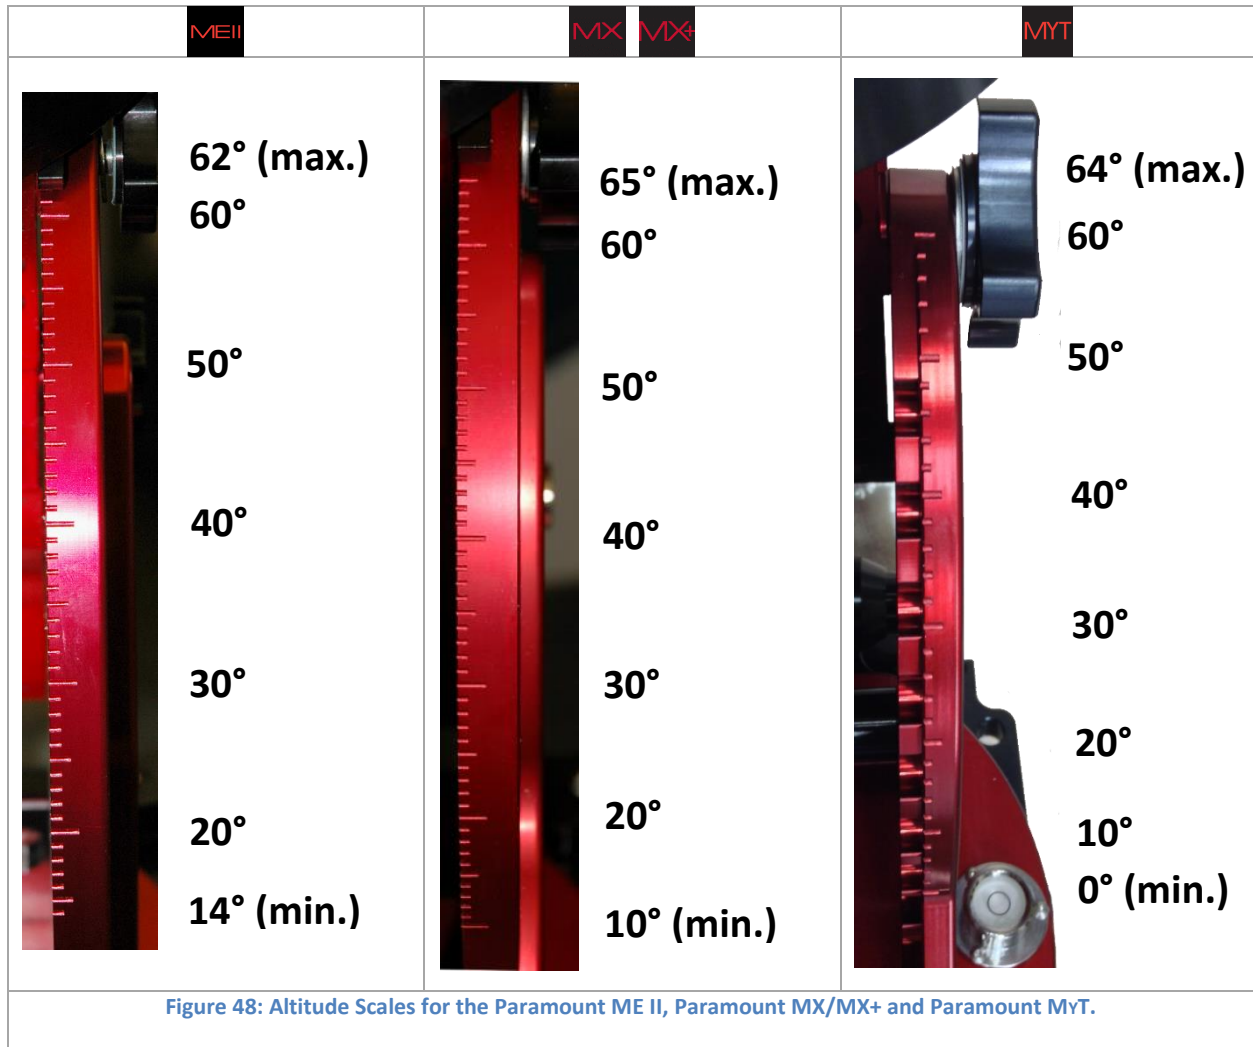 MEII
MX MX+
MYT
62° (max.)
60°
50°
40°
30°
20°
14° (min.)
65° (max.)
60°
50°
40°
30°
20°
10° (min.)
64° (max.)
60°
50°
40°
30°
20°
10°
0° (min.)
Figure 48: Altitude Scales for the Paramount ME II, Paramount MX/MX+ and Paramount MYT.